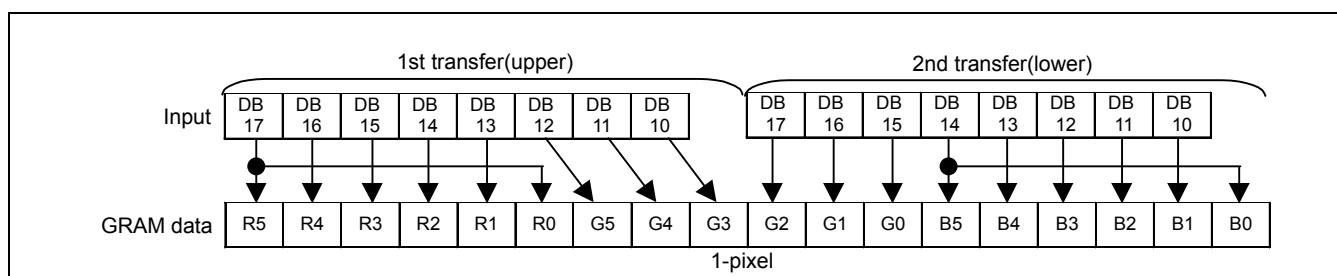 1st transfer(upper) 2nd transfer(lower)
Input DB 17 DB 16 DB 15 DB 14 DB 13 DB 12 DB 11 DB 10 DB 17 DB 16 DB 15 DB 14 DB 13 DB 12 DB 11 DB 10
GRAM data R5 R4 R3 R2 R1 R0 G5 G4 G3 G2 G1 G0 B5 B4 B3 B2 B1 B0
1-pixel